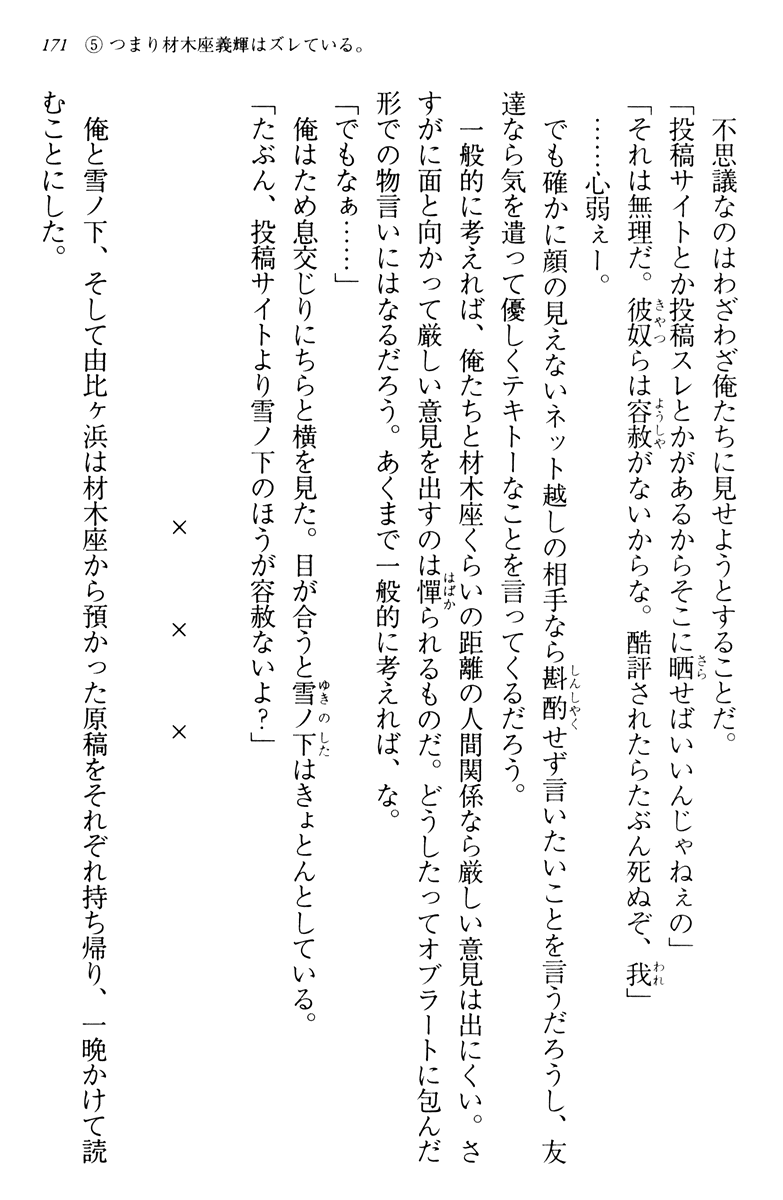 171 ⑤つまり材木座義輝はズレている。
不思議なのはわざわざ俺たちに見せようとすることだ。
「投稿サイトとか投稿スレとかがあるからそこに晒せばいいんじゃねぇの」
「それは無理だ。彼奴らは容赦がないからな。酷評されたらたぶん死ぬぞ、我」
……心弱ぇー。
でも確かに顔の見えないネット越しの相手なら斟酌せず言いたいことを言うだろうし、友
達なら気を遣って優しくテキトーなことを言ってくるだろう。
一般的に考えれば、俺たちと材木座くらいの距離の人間関係なら厳しい意見は出にくい。さ
すがに面と向かって厳しい意見を出すのは憚られるものだ。どうしたってオブラートに包んだ
形での物言いにはなるだろう。あくまで一般的に考えれば、な。
「でもなぁ……」
俺はため息交じりにちらと横を見た。目が合うと雪ノ下はきょとんとしている。
「たぶん、投稿サイトより雪ノ下のほうが容赦ないよ？」
× × ×
俺と雪ノ下、そして由比ヶ浜は材木座から預かった原稿をそれぞれ持ち帰り、一晩かけて読
むことにした。